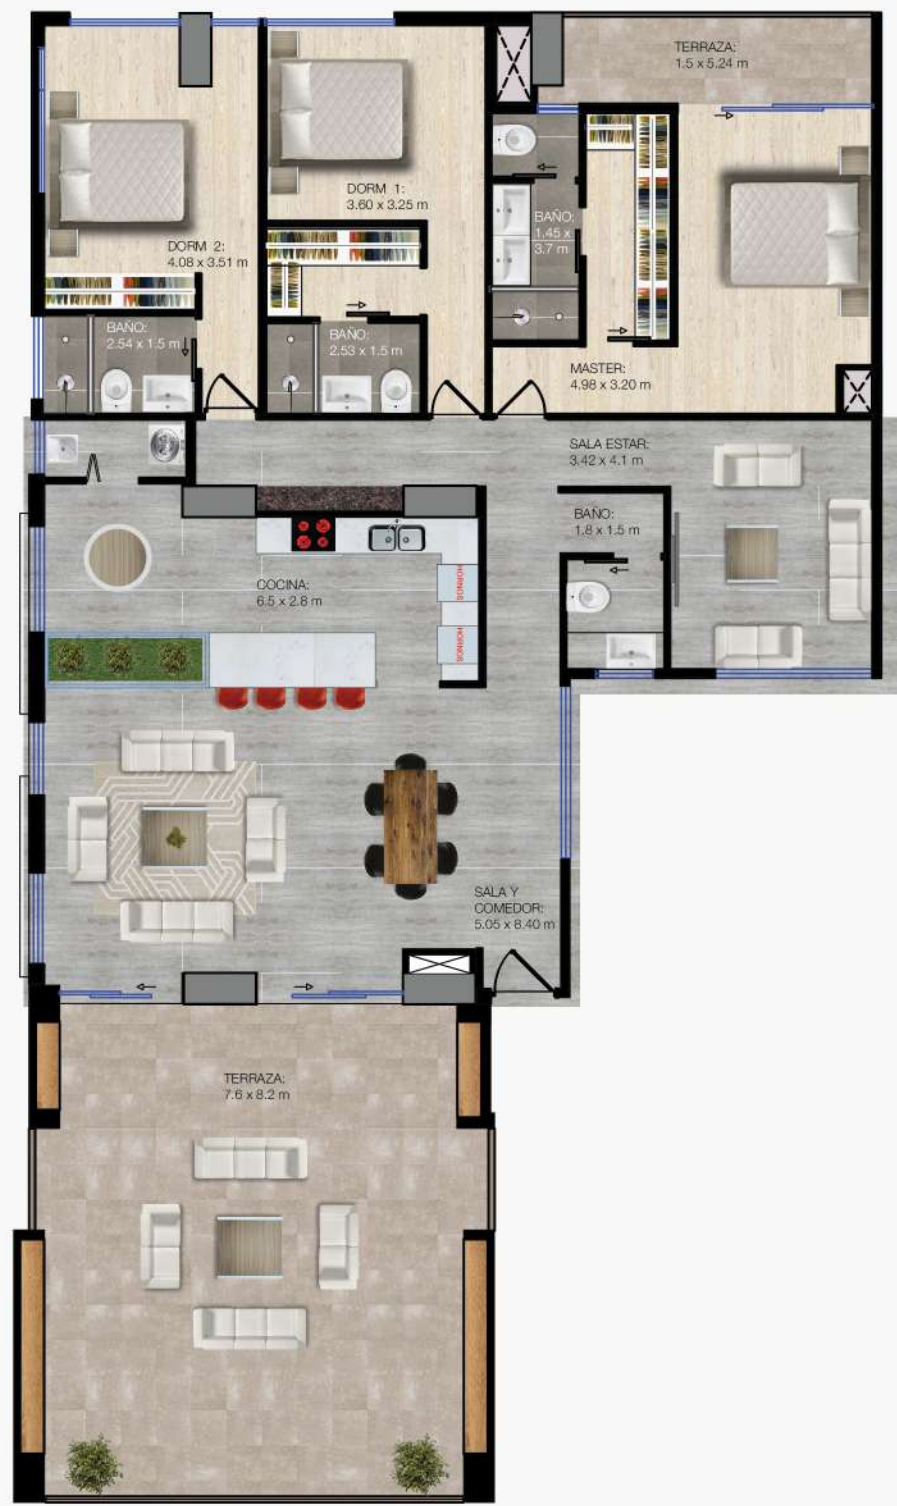 TERRAZA:
1.5 x 5.24 m
DORM 1:
3.60 x 3.25 m
BAÑO:
1.45 x
3.7 m
DORM 2:
4.08 x 3.51 m
BAÑO:
2.54 x 1.5 m
BAÑO:
2.53 x 1.5 m
MASTER:
4.98 x 3.20 m
SALA ESTAR:
3.42 x 4.1 m
BAÑO:
1.8 x 1.5 m
COCINA:
6.5 x 2.8 m
HORNOS
HORNOS
SALA Y
COMEDOR:
5.05 x 8.40 m
TERRAZA:
7.6 x 8.2 m